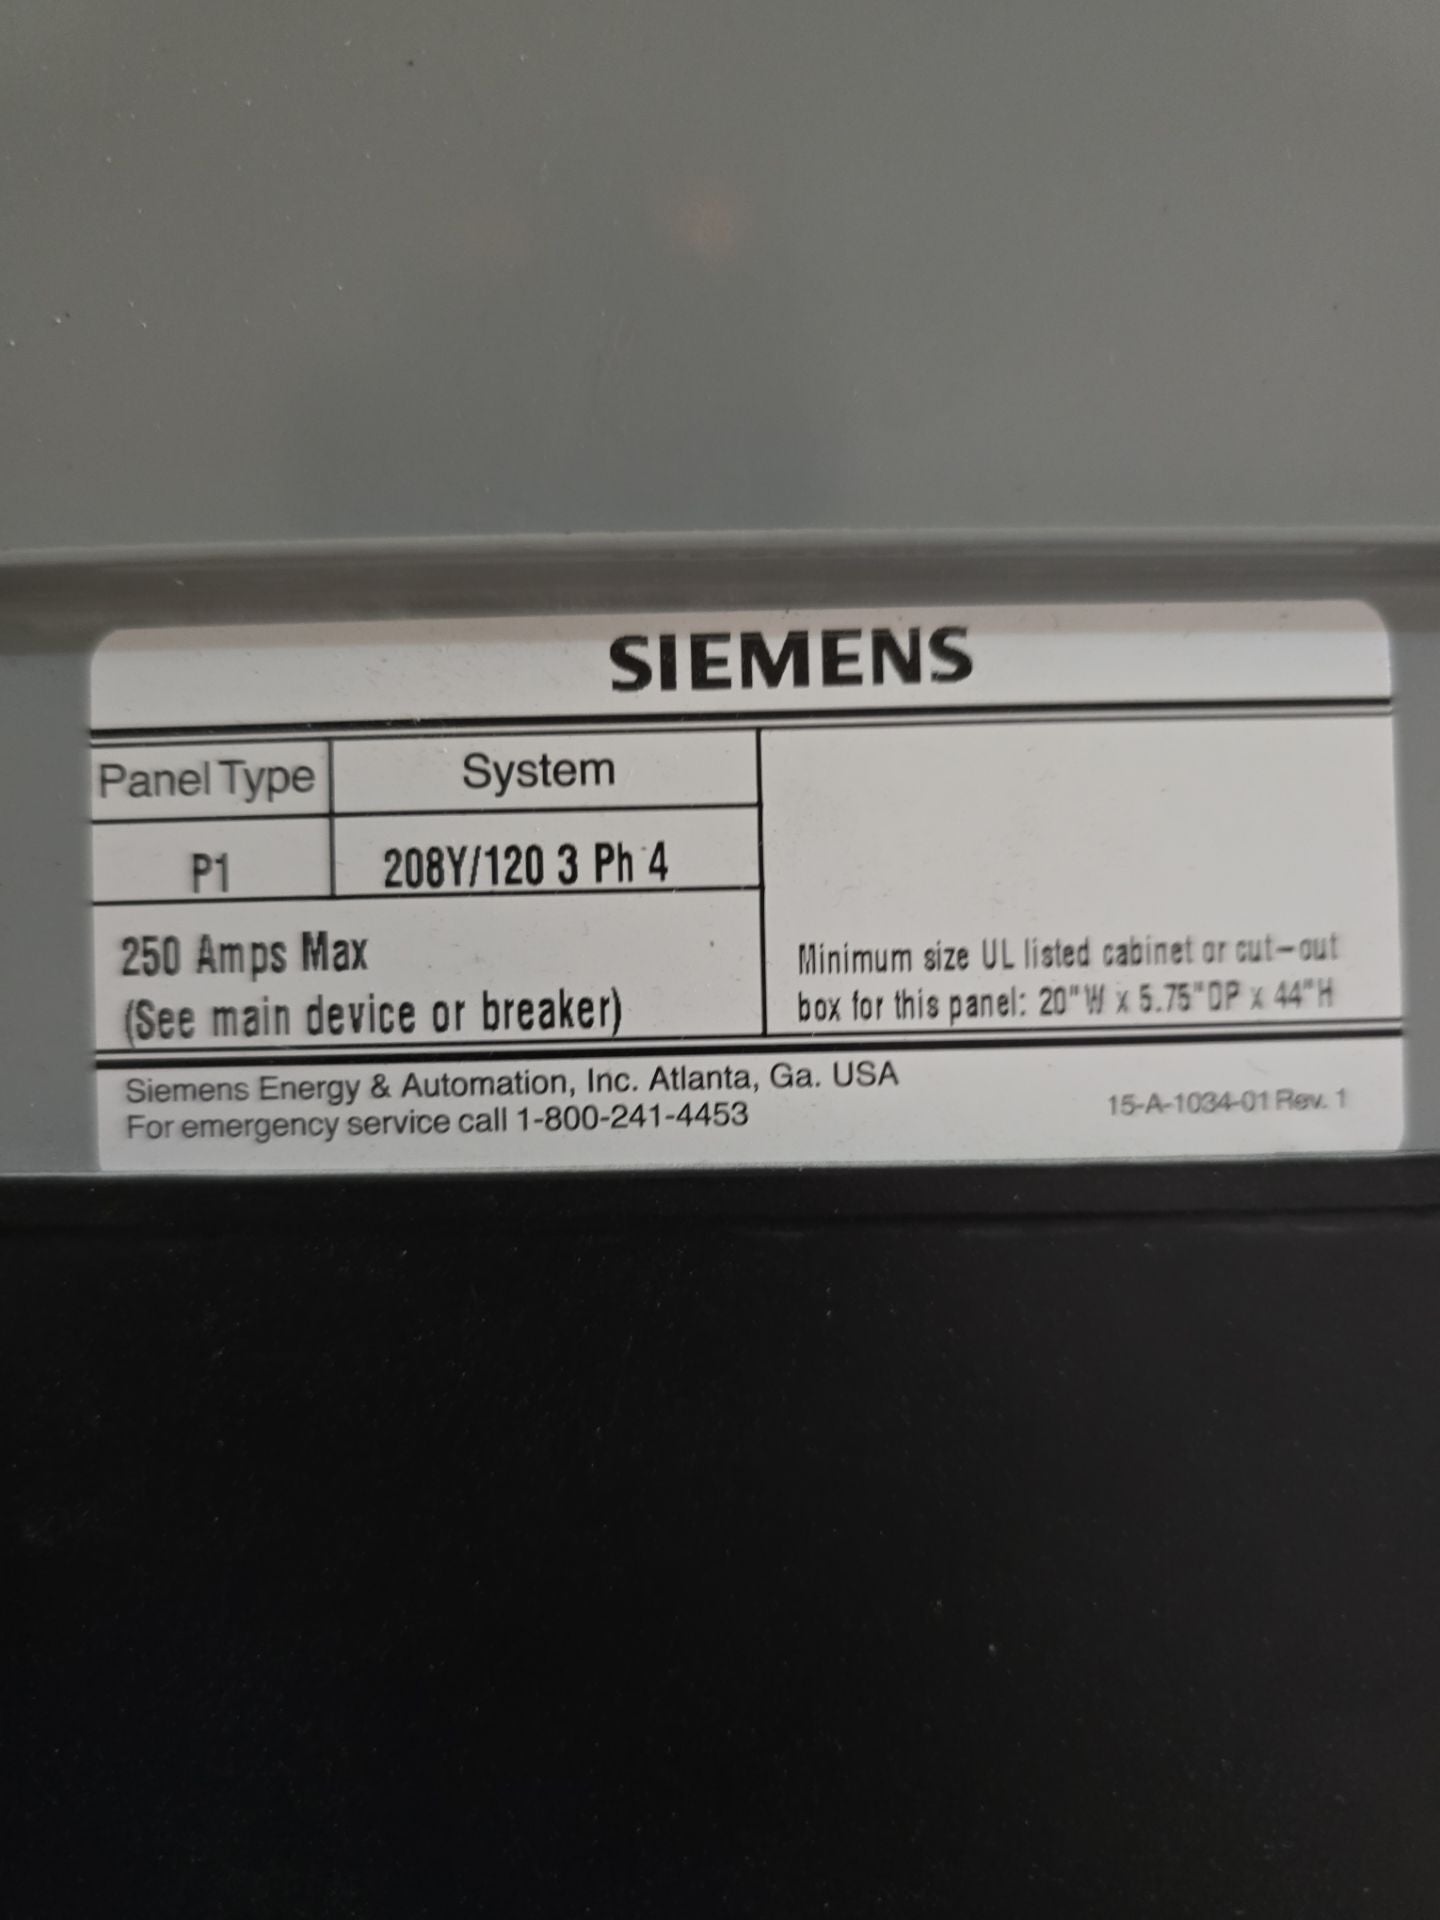 SIEMENS
Panel Type System
P1 208Y/120 3 Ph 4
250 Amps Max
(See main device or breaker)
Minimum size UL listed cabinet or cut-out
box for this panel: 20"W x 5.75"DP x 44"H
Siemens Energy & Automation, Inc. Atlanta, Ga. USA
For emergency service call 1-800-241-4453
15-A-1034-01 Rev. 1